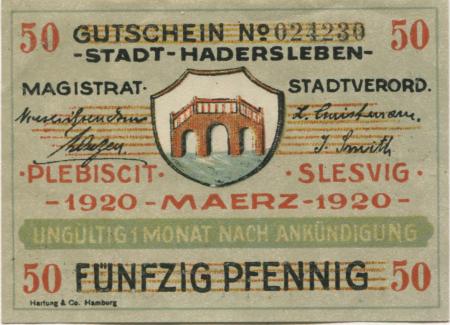 50 GUTSCHEIN No 024230 50
-STADT-HADERSLEBEN-
MAGISTRAT. STADTVERORD.
J. Smith
·PLEBISCIT· ·SLESVIG·
-1920-MAERZ-1920-
UNGÜLTIG 1 MONAT NACH ANKÜNDIGUNG
50 FÜNFZIG PFENNIG 50
Hartung & Co. Hamburg